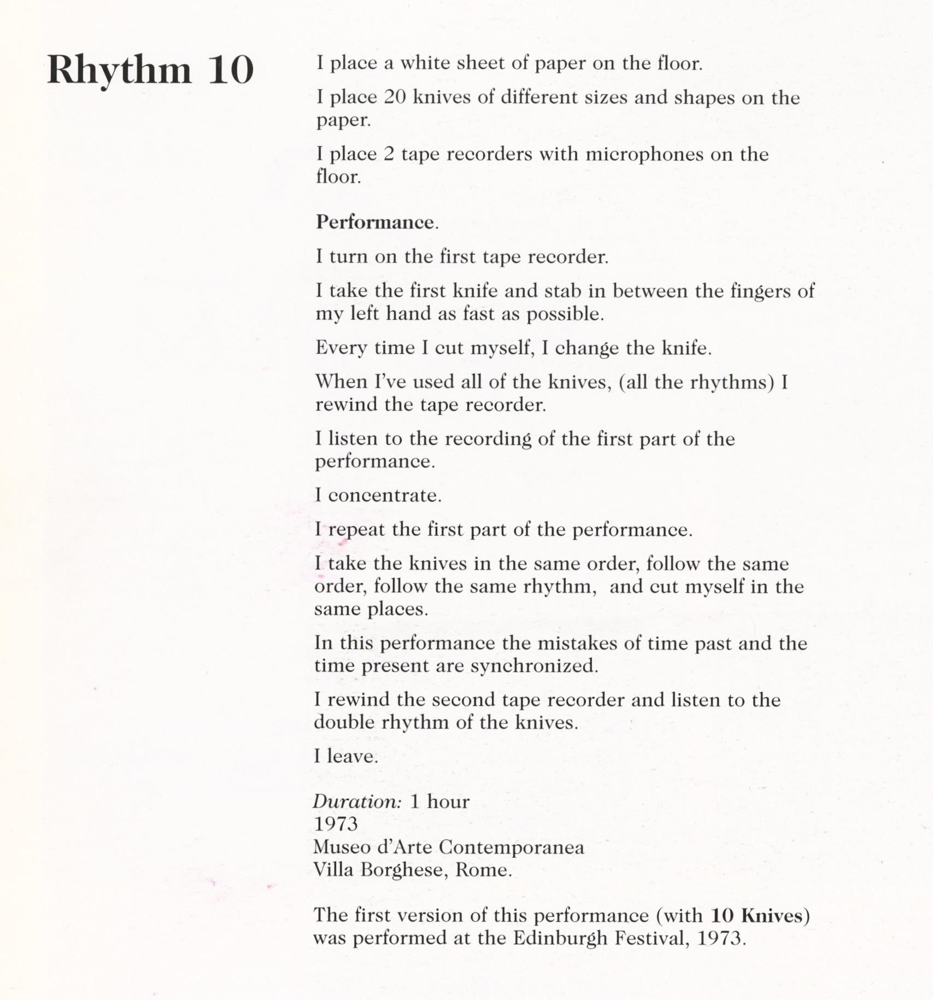 Rhythm 10
I place a white sheet of paper on the floor.
I place 20 knives of different sizes and shapes on the
paper.
I place 2 tape recorders with microphones on the
floor.
Performance.
I turn on the first tape recorder.
I take the first knife and stab in between the fingers of
my left hand as fast as possible.
Every time I cut myself, I change the knife.
When I've used all of the knives, (all the rhythms) I
rewind the tape recorder.
I listen to the recording of the first part of the
performance.
I concentrate.
I repeat the first part of the performance.
I take the knives in the same order, follow the same
order, follow the same rhythm,  and cut myself in the
same places.
In this performance the mistakes of time past and the
time present are synchronized.
I rewind the second tape recorder and listen to the
double rhythm of the knives.
I leave.
Duration: 1 hour
1973
Museo d'Arte Contemporanea
Villa Borghese, Rome.
The first version of this performance (with 10 Knives)
was performed at the Edinburgh Festival, 1973.